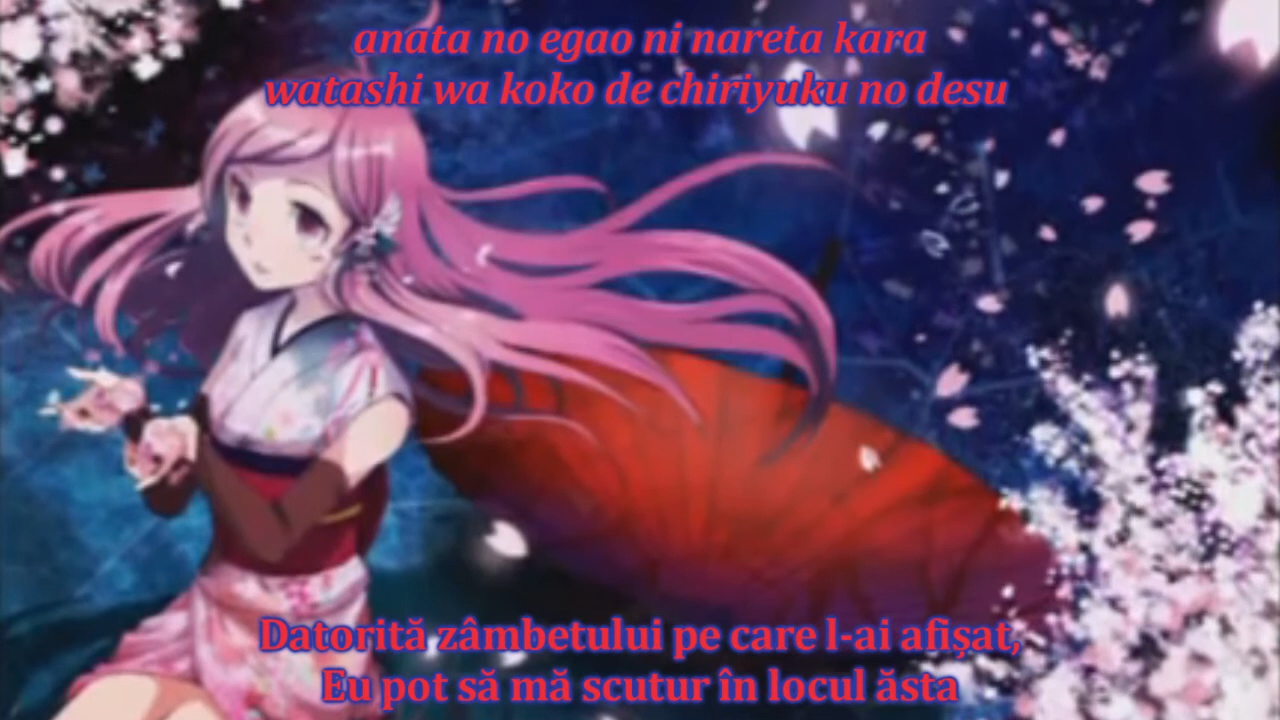 anata no egao ni nareta kara
watashi wa koko de chiriyuku no desu
Datorită zâmbetului pe care l-ai afișat,
Eu pot să mă scutur în locul ăsta